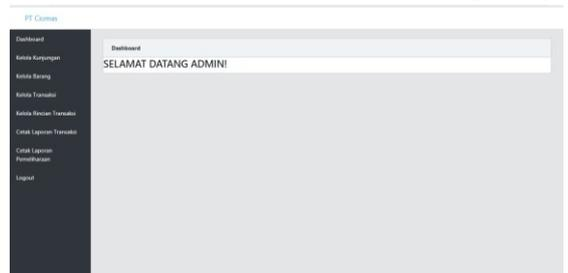 PT Ciomas
Dashboard
Kelola Kunjungan
Kelola Barang
Kelola Transaksi
Kelola Rincian Transaksi
Cetak Laporan Transaksi
Cetak Laporan
Pemeliharaan
Logout
Dashboard
SELAMAT DATANG ADMIN!